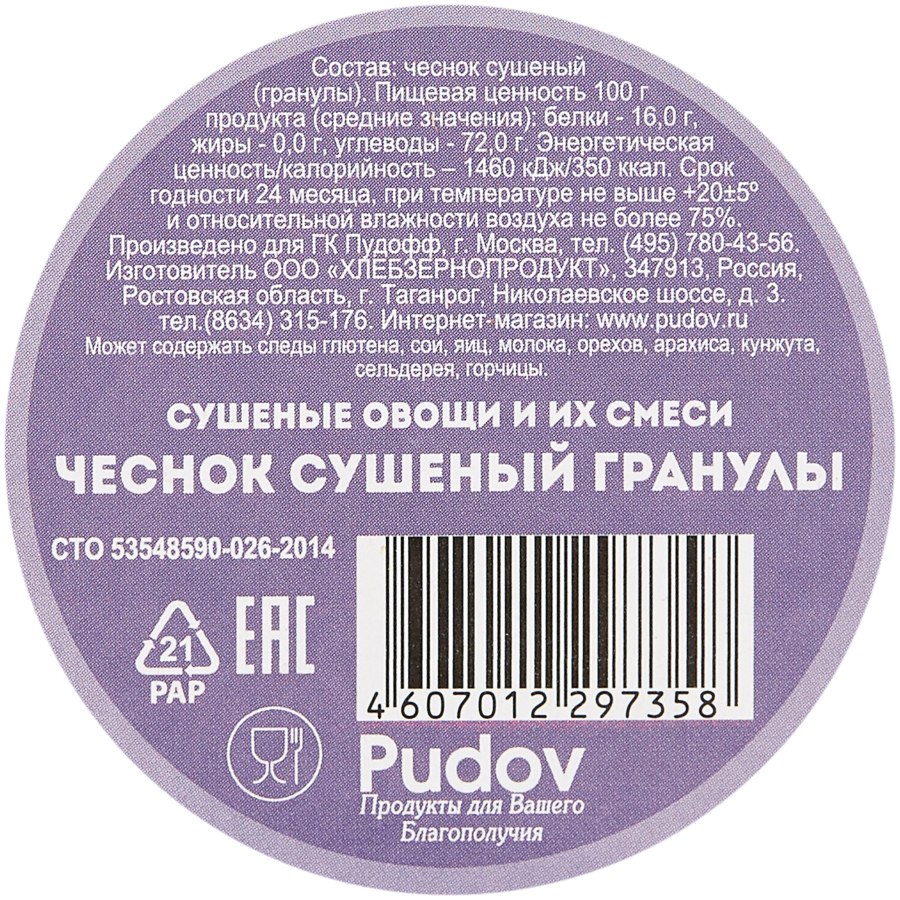 Состав: чеснок сушеный
(гранулы). Пищевая ценность 100 г
продукта (средние значения): белки - 16,0 г,
жиры - 0,0 г, углеводы - 72,0 г. Энергетическая
ценность/калорийность – 1460 кДж/350 ккал. Срок
годности 24 месяца, при температуре не выше +20±5°
и относительной влажности воздуха не более 75%.
Произведено для ГК Пудофф, г. Москва, тел. (495) 780-43-56.
Изготовитель ООО «ХЛЕБЗЕРНОПРОДУКТ», 347913, Россия,
Ростовская область, г. Таганрог, Николаевское шоссе, д. 3.
тел.(8634) 315-176. Интернет-магазин: www.pudov.ru
Может содержать следы глютена, сои, яиц, молока, орехов, арахиса, кунжута,
сельдерея, горчицы.
СУШЕНЫЕ ОВОЩИ И ИХ СМЕСИ
ЧЕСНОК СУШЕНЫЙ ГРАНУЛЫ
СТО 53548590-026-2014
21
PAP
EAC
4 607012 297358
Pudov
Продукты для Вашего
Благополучия